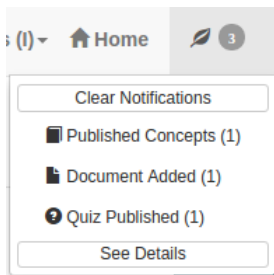 s (I) Home 3
Clear Notifications
Published Concepts (1)
Document Added (1)
Quiz Published (1)
See Details